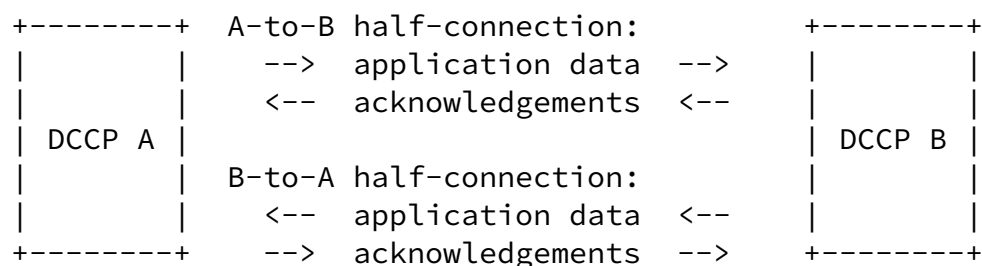 +--------+  A-to-B half-connection:         +--------+
|        |    -->  application data  -->    |        |
|        |    <--  acknowledgements  <--    |        |
| DCCP A |                                  | DCCP B |
|        |  B-to-A half-connection:         |        |
|        |    <--  application data  <--    |        |
+--------+    -->  acknowledgements  -->    +--------+